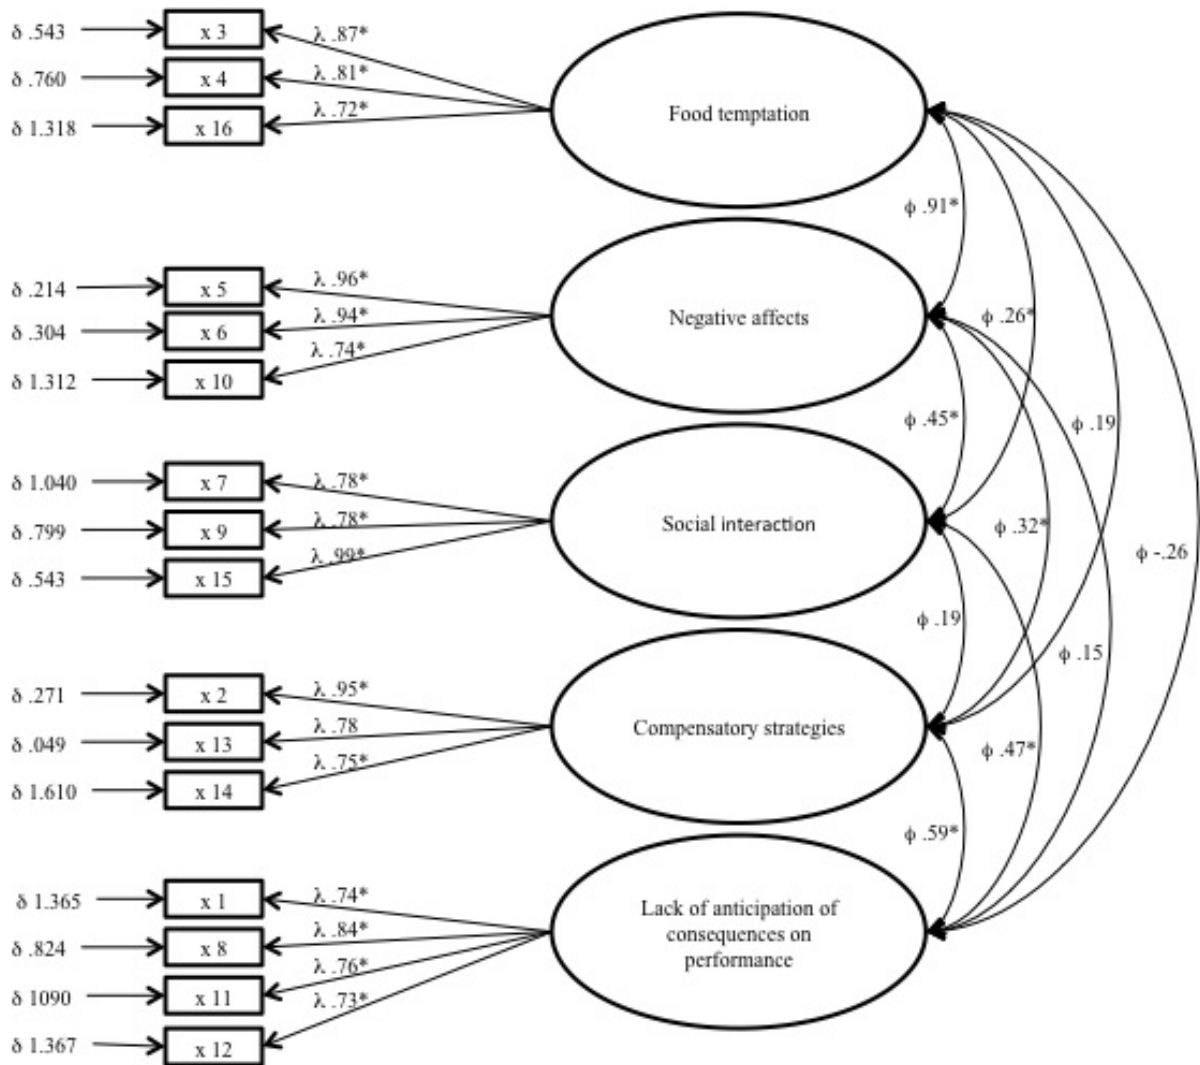 δ .543 x 3 λ .87*
δ .760 x 4 λ .81*
δ 1.318 x 16 λ .72*
Food temptation
φ .91*
δ .214 x 5 λ .96*
δ .304 x 6 λ .94*
δ 1.312 x 10 λ .74*
Negative affects
φ .26*
φ .45*
φ .19
δ 1.040 x 7 λ .78*
δ .799 x 9 λ .78*
δ .543 x 15 λ .99*
Social interaction
φ .32*
φ -.26
φ .19
φ .15
δ .271 x 2 λ .95*
δ .049 x 13 λ .78
δ 1.610 x 14 λ .75*
Compensatory strategies
φ .47*
φ .59*
δ 1.365 x 1 λ .74*
δ .824 x 8 λ .84*
δ 1090 x 11 λ .76*
δ 1.367 x 12 λ .73*
Lack of anticipation of
consequences on
performance